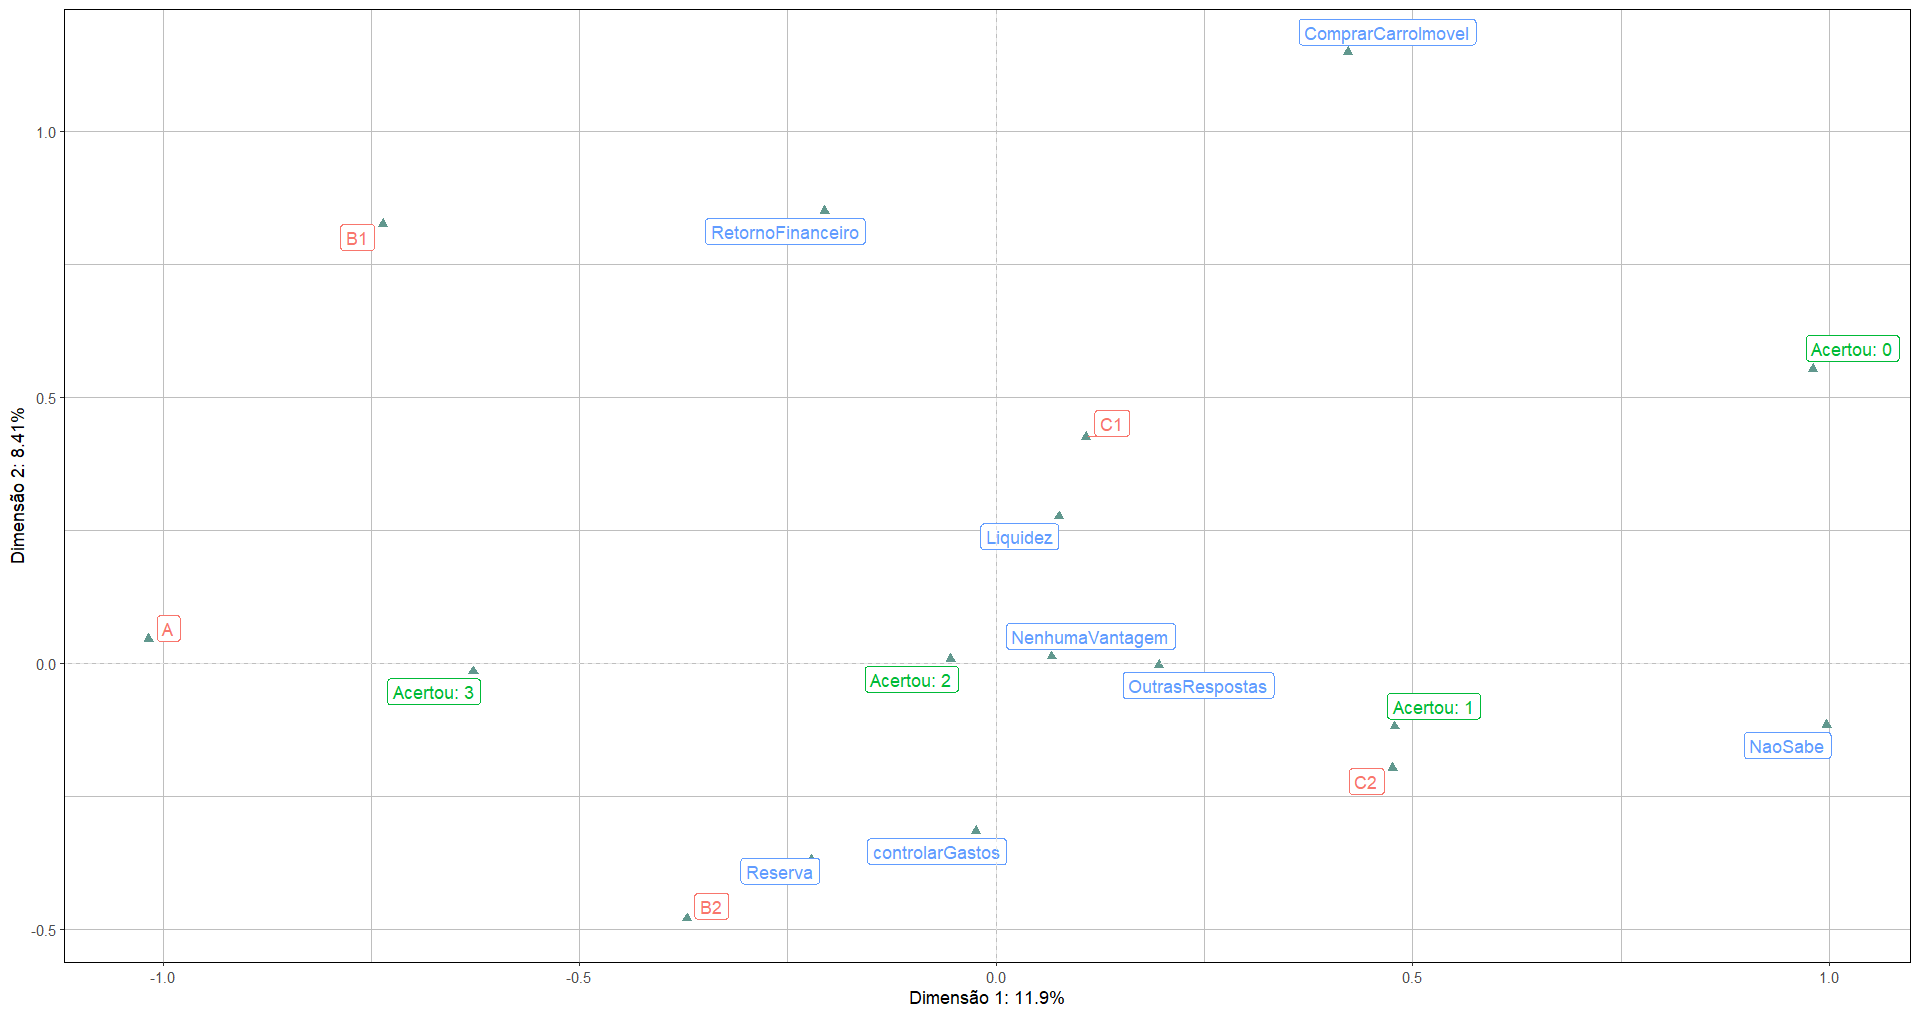 ComprarCarroImovel
1.0
B1
RetornoFinanceiro
Acertou: 0
0.5
C1
Liquidez
A
NenhumaVantagem
0.0
Acertou: 3
Acertou: 2
OutrasRespostas
Acertou: 1
NaoSabe
C2
controlarGastos
Reserva
B2
-0.5
-1.0
-0.5
0.0
0.5
1.0
Dimensão 1: 11.9%
Dimensão 2: 8.41%